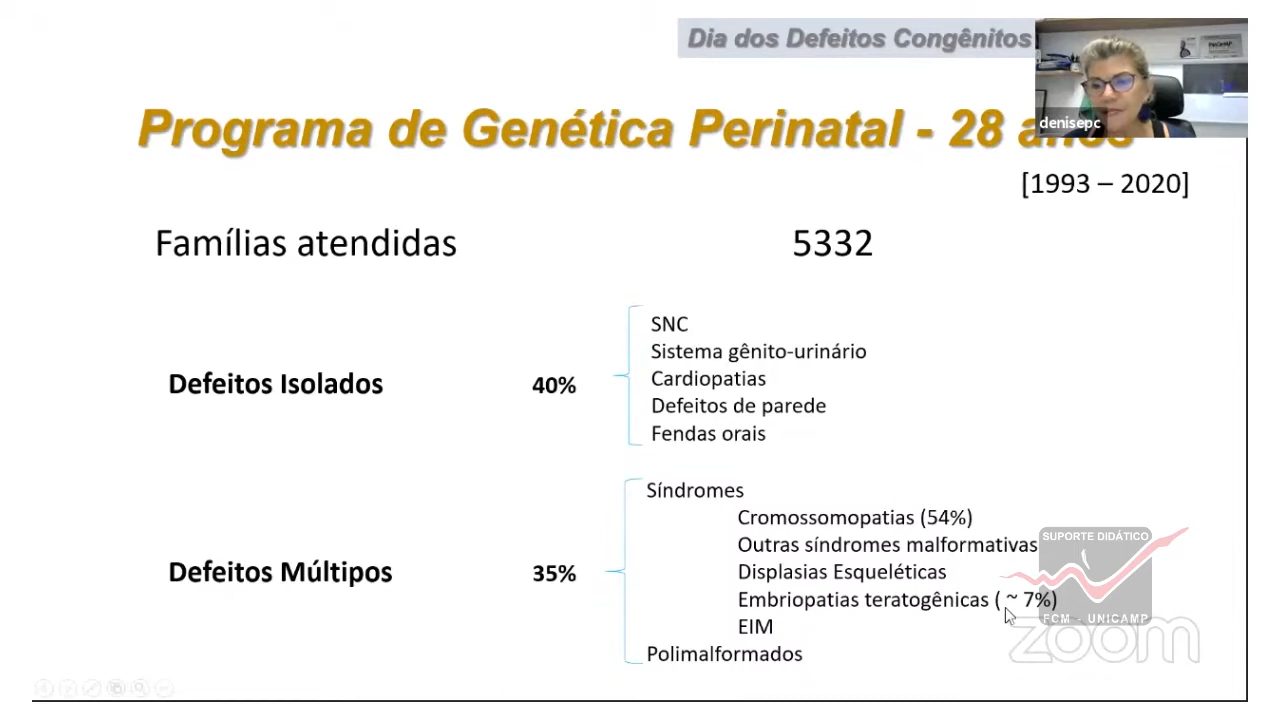 Dia dos Defeitos Congênitos
denisepc
Programa de Genética Perinatal - 28 anos
[1993 – 2020]
Famílias atendidas 5332
SNC
Sistema gênito-urinário
Defeitos Isolados 40% Cardiopatias
Defeitos de parede
Fendas orais
Síndromes
Cromossomopatias (54%)
Outras síndromes malformativas
Defeitos Múltipos 35% Displasias Esqueléticas
Embriopatias teratogênicas ( ~ 7%)
EIM
Polimalformados
SUPORTE DIDÁTICO
FCM - UNICAMP
zoom